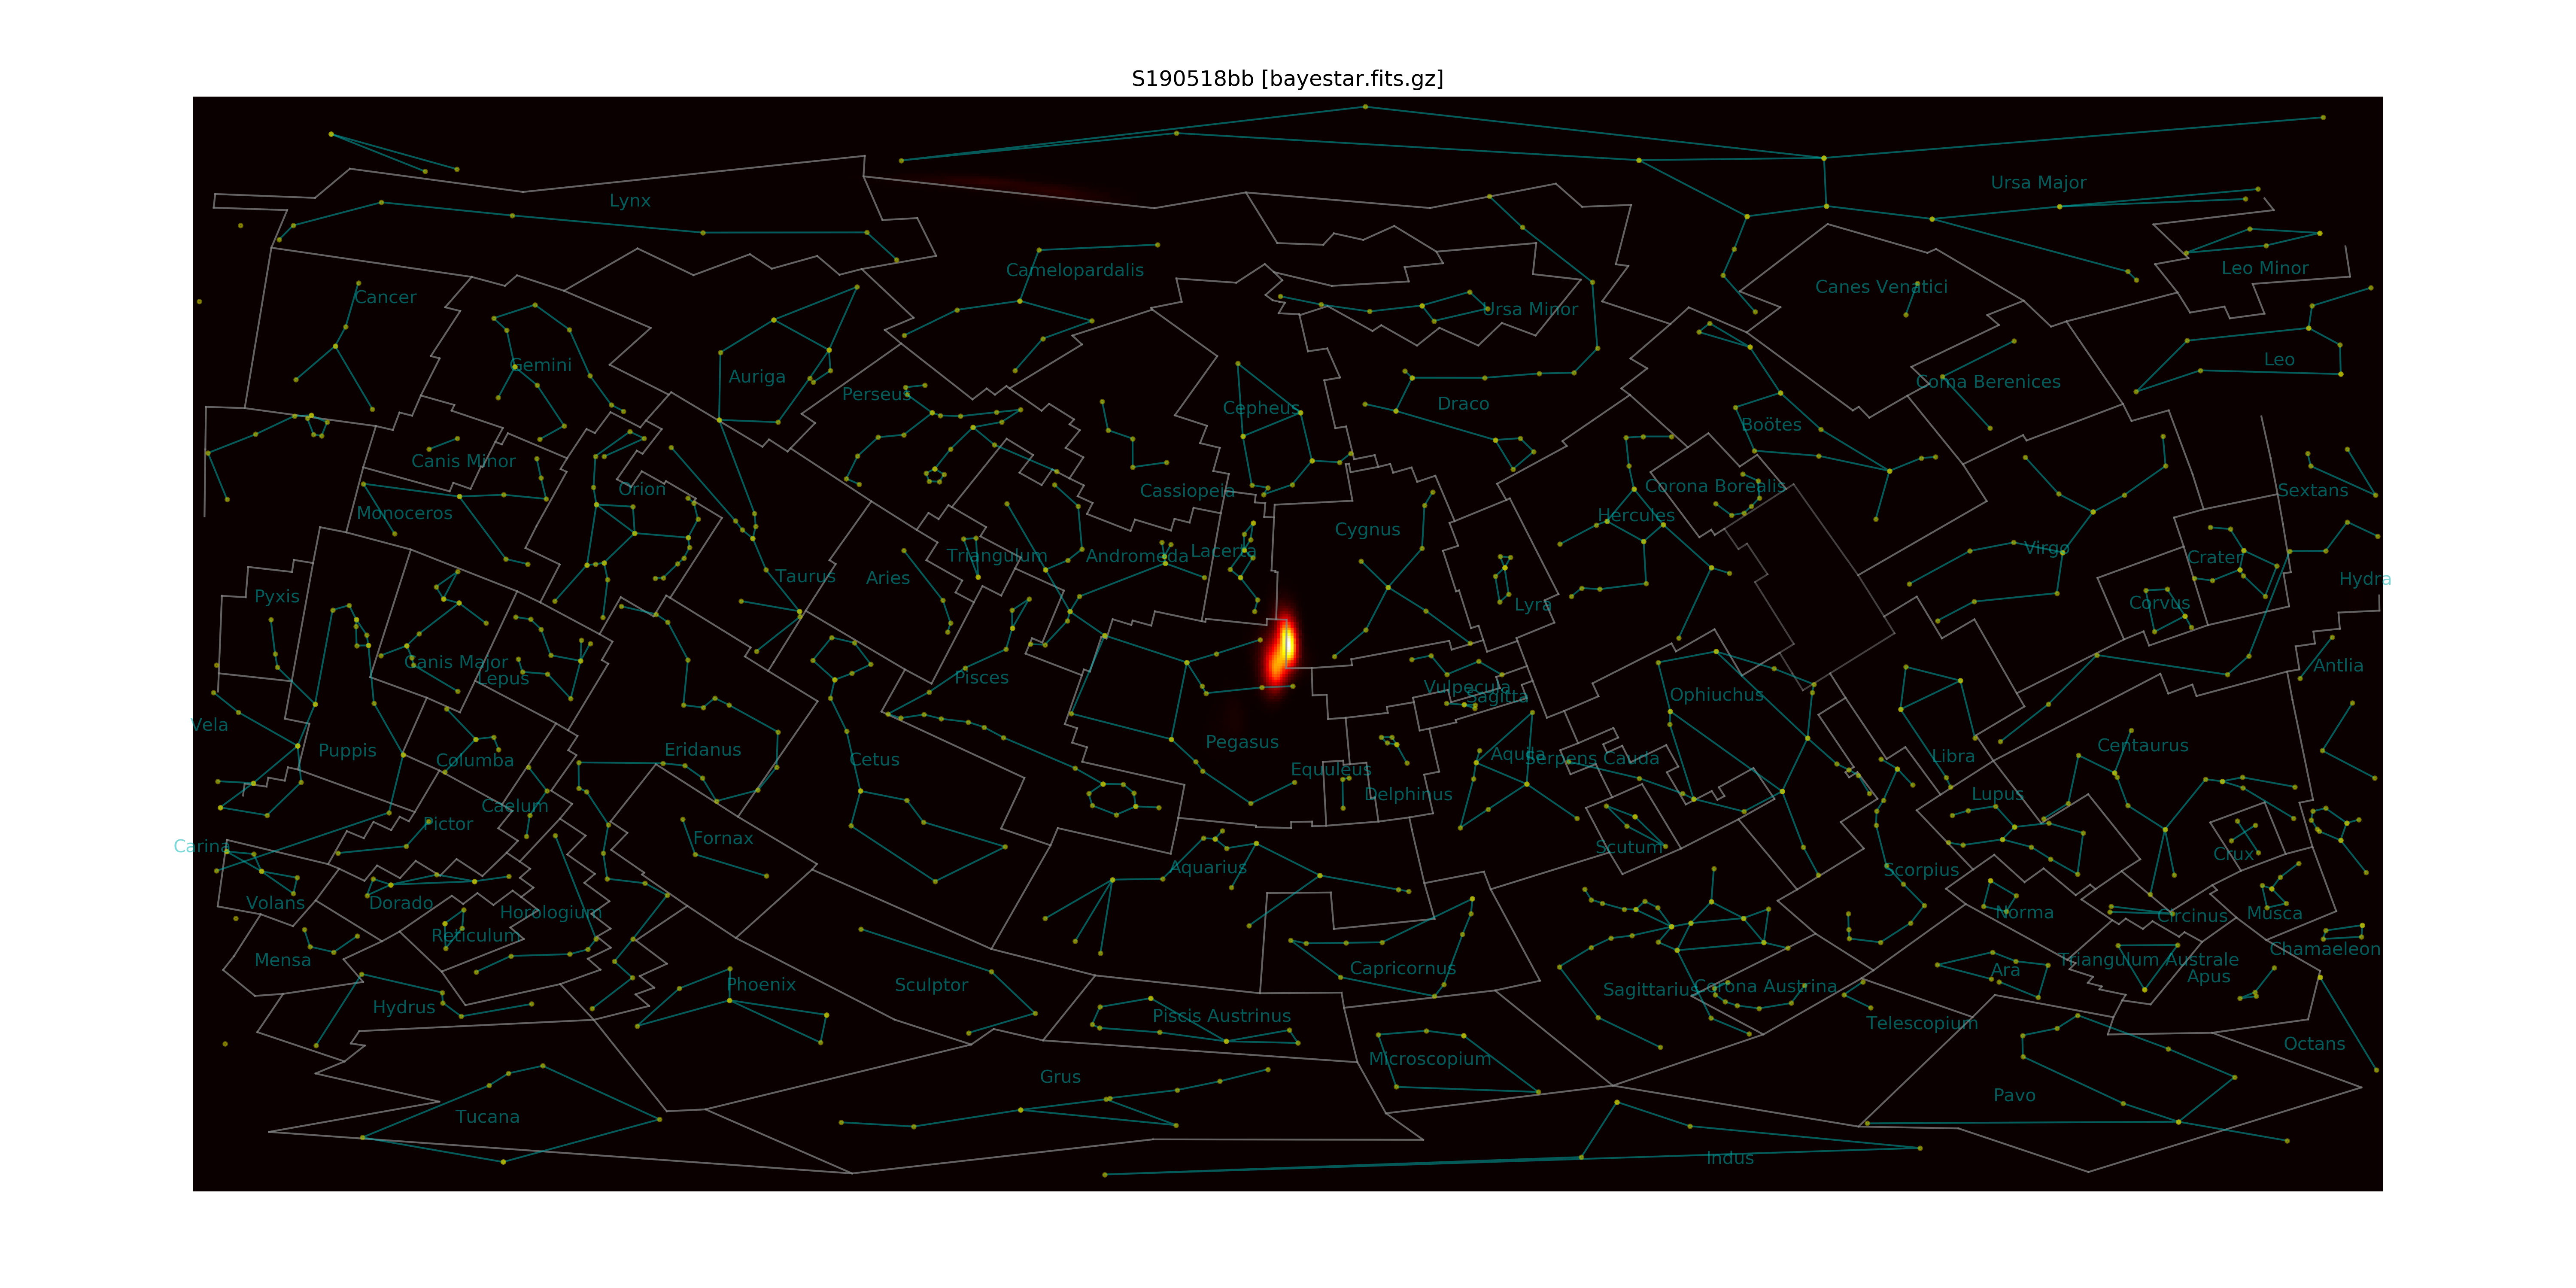 S190518bb [bayestar.fits.gz]
Ursa Major
Lynx
Leo Minor
Camelopardalis
Canes Venatici
Cancer
Ursa Minor
Leo
Gemini
Auriga
Coma Berenices
Perseus
Draco
Cepheus
Boötes
Canis Minor
Corona Borealis
Orion
Cassiopeia
Sextans
Monoceros
Hercules
Cygnus
Virgo
Lacerta
Triangulum
Andromeda
Crater
Taurus
Aries
Hydra
Pyxis
Corvus
Lyra
Canis Major
Antlia
Lepus
Pisces
Vulpecula
Sagitta
Ophiuchus
Vela
Pegasus
Centaurus
Puppis
Eridanus
Aquila
Libra
Serpens Cauda
Columba
Cetus
Equuleus
Delphinus
Lupus
Caelum
Pictor
Fornax
Carina
Scutum
Crux
Aquarius
Scorpius
Volans
Dorado
Horologium
Norma
Musca
Circinus
Reticulum
Chamaeleon
Mensa
Triangulum Australe
Capricornus
Ara
Apus
Phoenix
Sculptor
Corona Austrina
Sagittarius
Hydrus
Piscis Austrinus
Telescopium
Octans
Microscopium
Grus
Pavo
Tucana
Indus